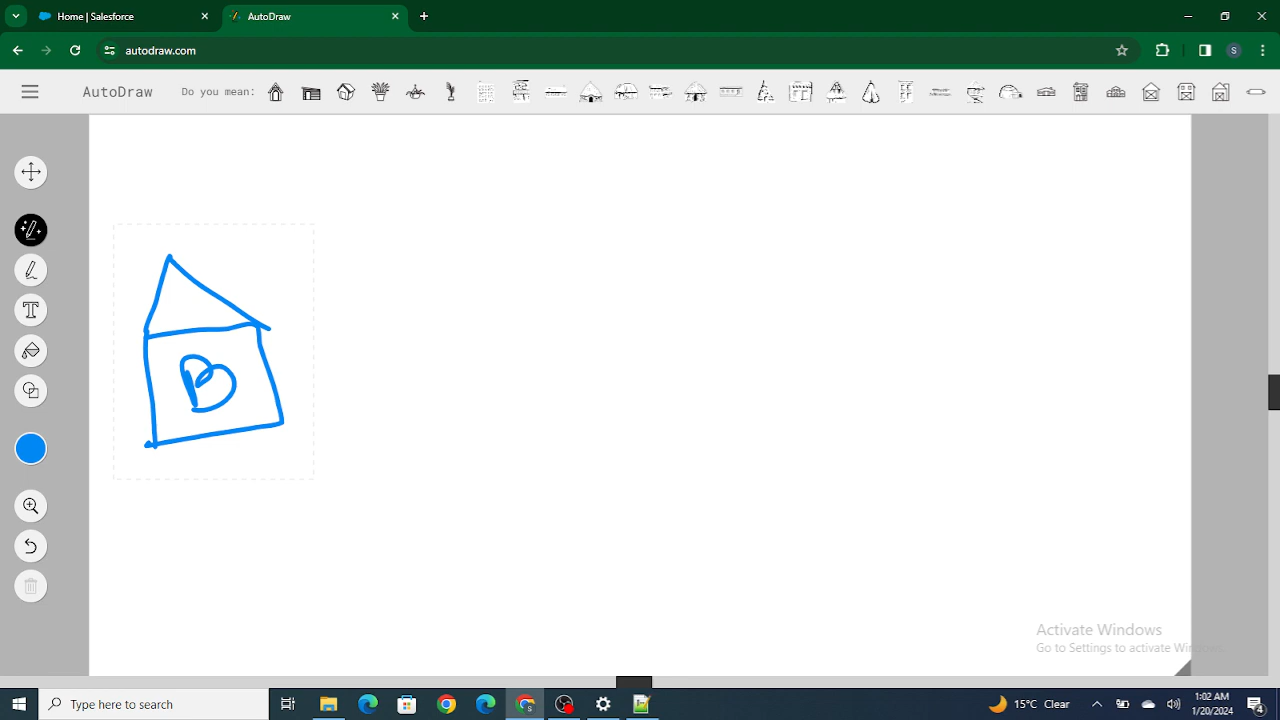 Home | Salesforce
AutoDraw
autodraw.com
S
AutoDraw
Do you mean:
T
B
Activate Windows
Go to Settings to activate Windows.
Type here to search
15°C Clear
1:02 AM
1/20/2024
4